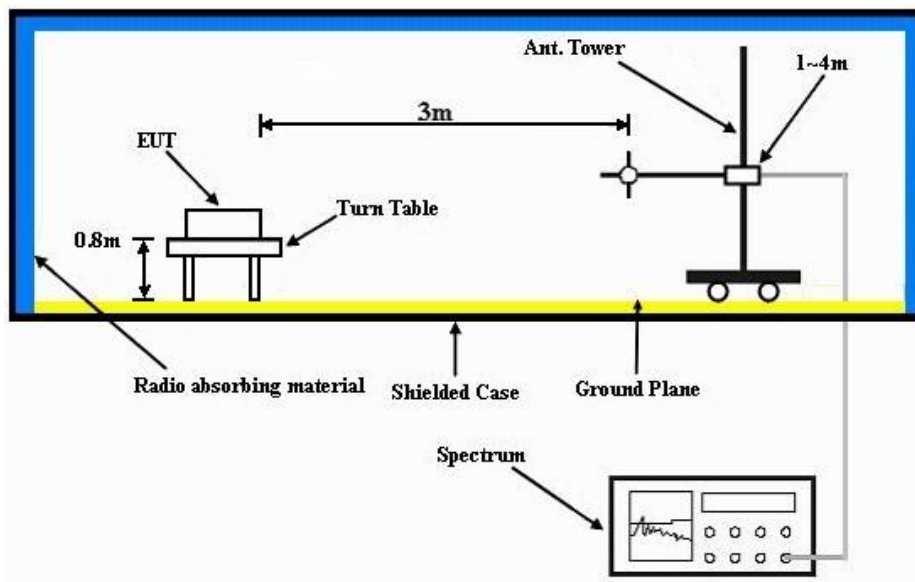 Ant. Tower
1~4m
3m
EUT
Turn Table
0.8m
Radio absorbing material
Shielded Case
Ground Plane
Spectrum